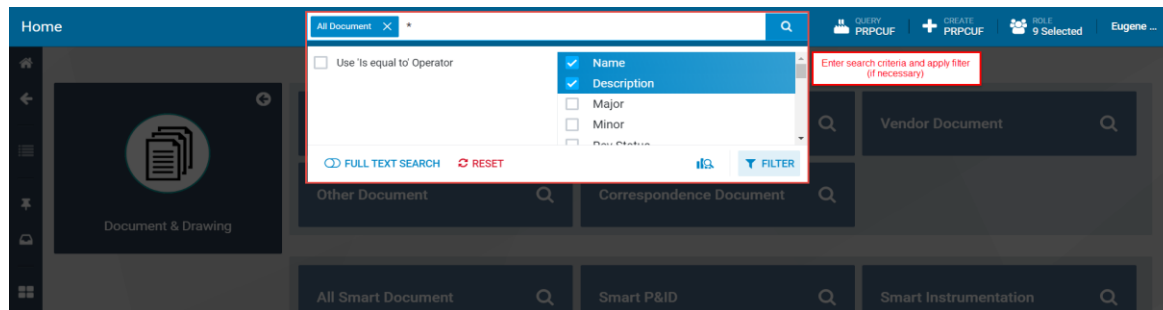 Home
All Document
*
QUERY
PRPCUF
CREATE
PRPCUF
ROLE
9 Selected
Eugene ...
Use 'Is equal to' Operator
Name
Description
Major
Minor
Rev Status
FULL TEXT SEARCH
RESET
FILTER
Enter search criteria and apply filter
(if necessary)
Document & Drawing
Vendor Document
Other Document
Correspondence Document
All Smart Document
Smart P&ID
Smart Instrumentation